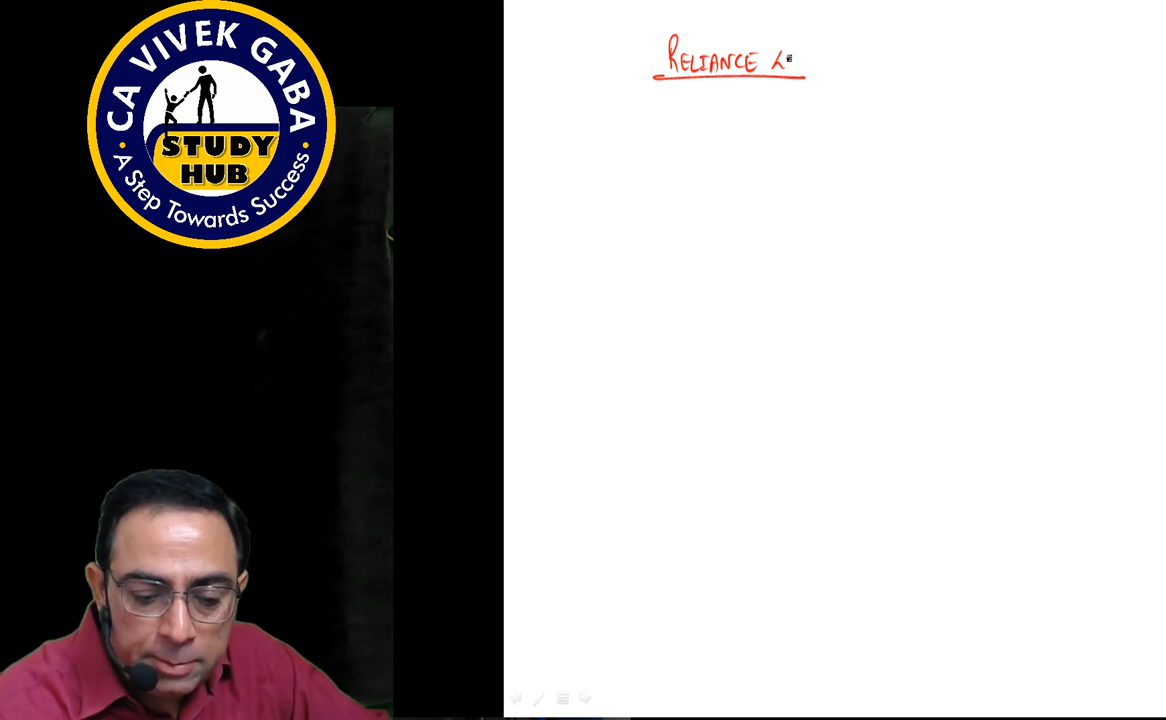 CA VIVEK GABA
STUDY
HUB
A Step Towards Success
RELIANCE L